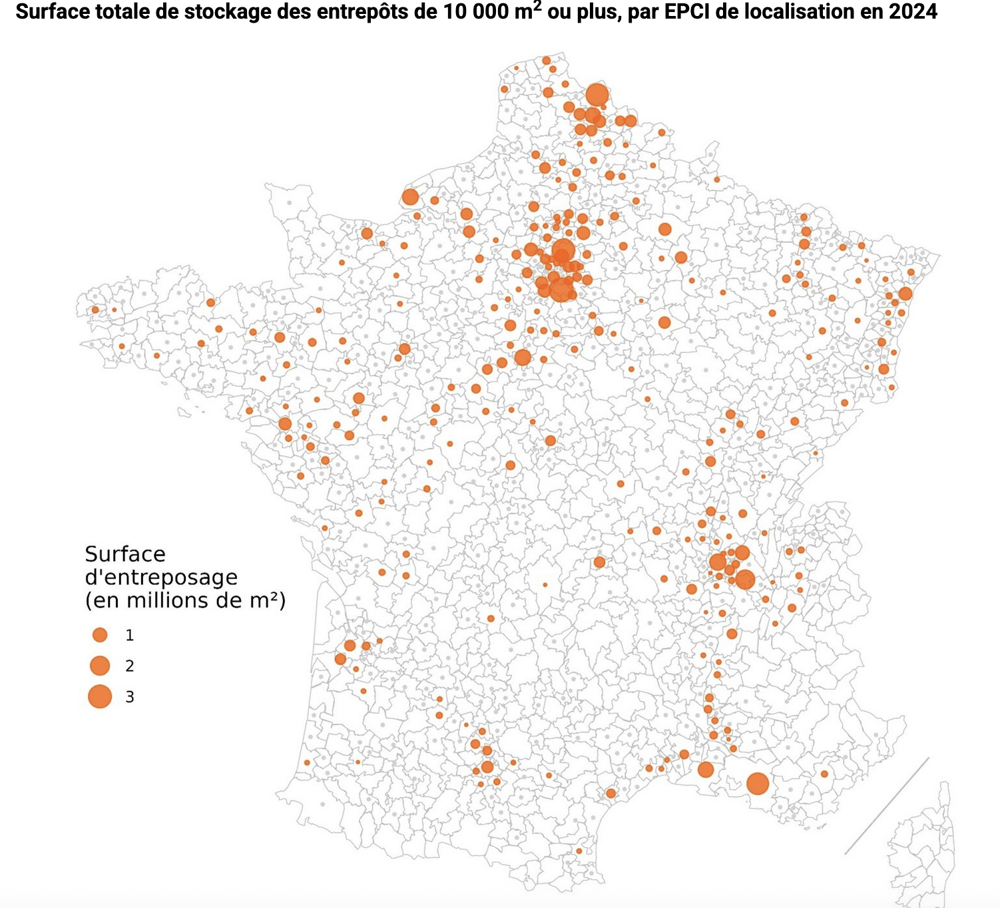 Surface totale de stockage des entrepôts de 10 000 m² ou plus, par EPCI de localisation en 2024
Surface
d'entreposage
(en millions de m²)
1
2
3